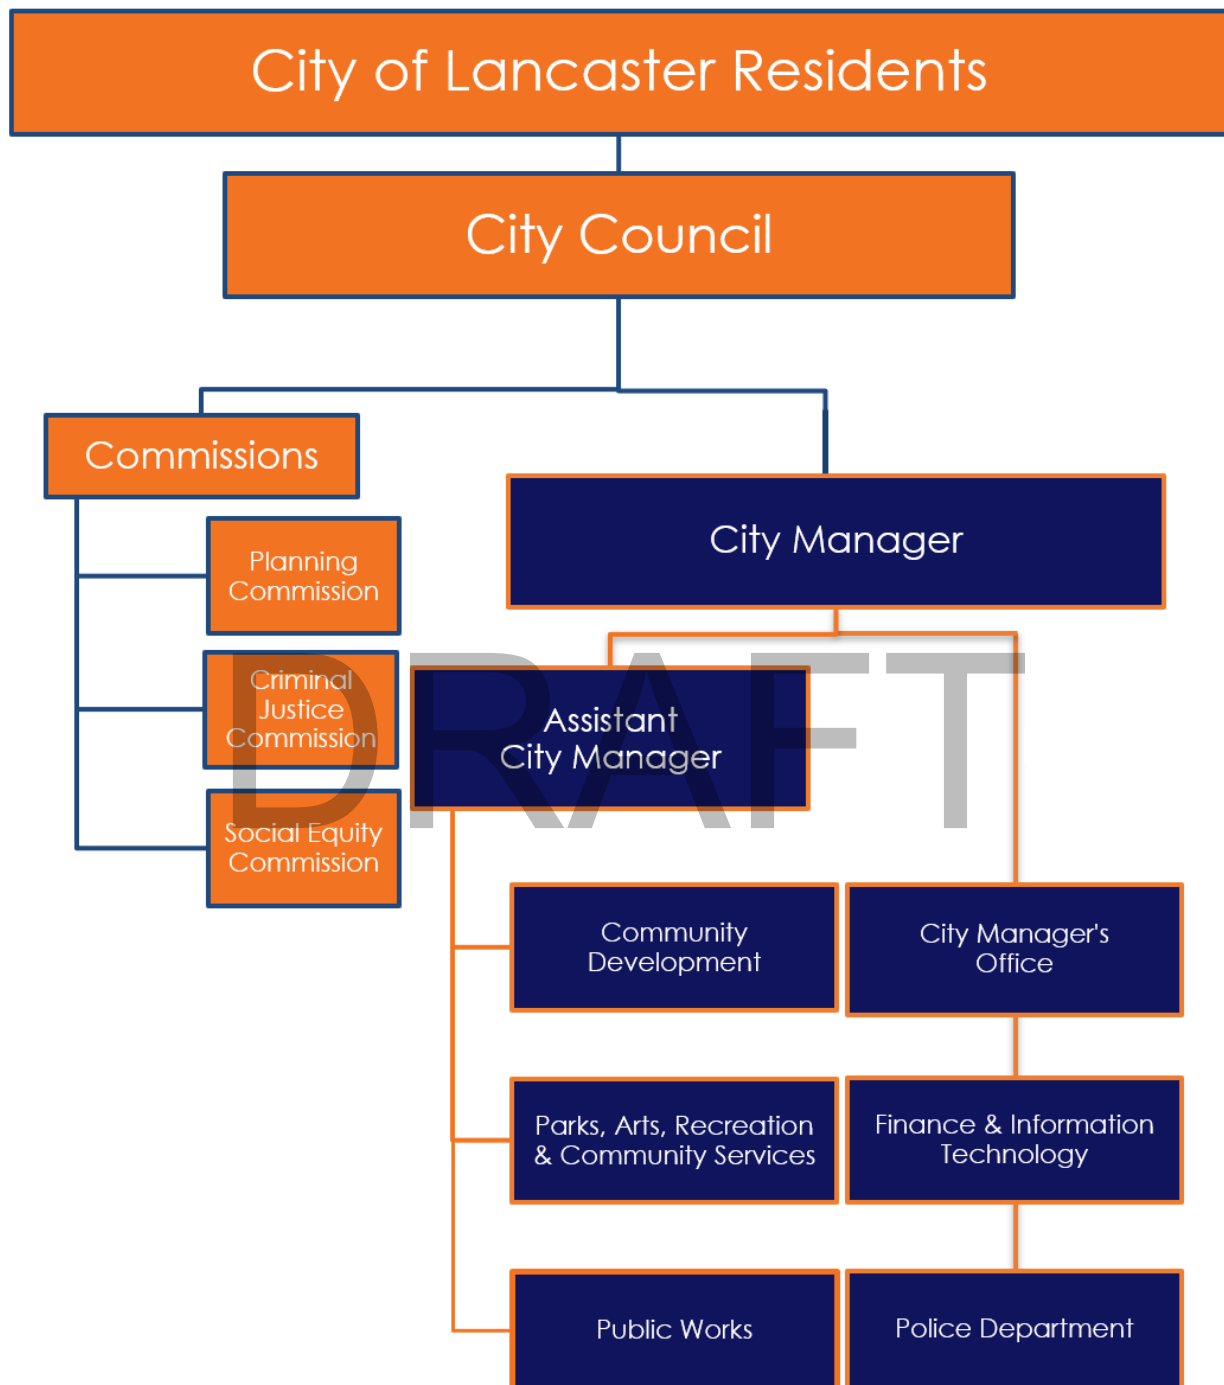 City of Lancaster Residents
City Council
Commissions
City Manager
Planning
Commission
Criminal
Justice
Commission
Social Equity
Commission
DRAFT
Assistant
City Manager
Community
Development
City Manager's
Office
Parks, Arts, Recreation
& Community Services
Finance & Information
Technology
Public Works
Police Department